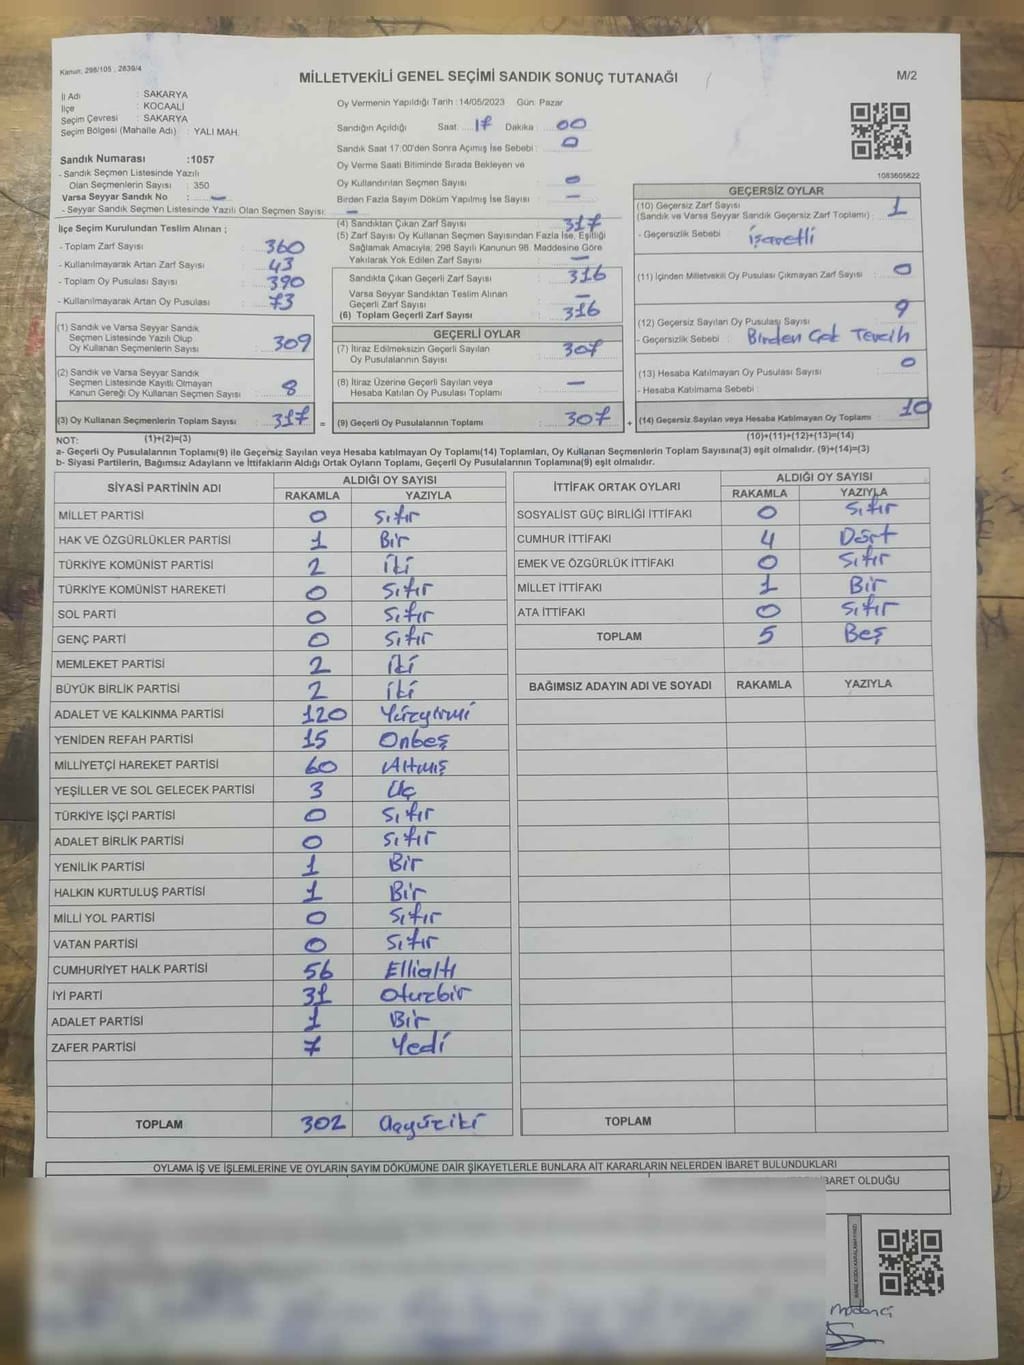 Kanun: 298/105 , 2839/4
MİLLETVEKİLİ GENEL SEÇİMİ SANDIK SONUÇ TUTANAĞI
M/2
İl Adı : SAKARYA
İlçe : KOCAALİ
Seçim Çevresi : SAKARYA
Seçim Bölgesi (Mahalle Adı) : YALI MAH.
Sandık Numarası :1057
- Sandık Seçmen Listesinde Yazılı
Olan Seçmenlerin Sayısı : 350
Varsa Seyyar Sandık No : —
- Seyyar Sandık Seçmen Listesinde Yazılı Olan Seçmen Sayısı: —
Oy Vermenin Yapıldığı Tarih :14/05/2023 Gün: Pazar
Sandığın Açıldığı Saat 17 Dakika 00
Sandık Saat 17:00'den Sonra Açımış İse Sebebi : 0
Oy Verme Saati Bitiminde Sırada Bekleyen ve
Oy Kullandırılan Seçmen Sayısı : 0
Birden Fazla Sayım Döküm Yapılmış İse Sayısı : —
1083605622
İlçe Seçim Kurulundan Teslim Alınan ;
- Toplam Zarf Sayısı : 360
- Kullanılmayarak Artan Zarf Sayısı : 43
- Toplam Oy Pusulası Sayısı : 390
- Kullanılmayarak Artan Oy Pusulası : 73
(1) Sandık ve Varsa Seyyar Sandık
Seçmen Listesinde Yazılı Olup
Oy Kullanan Seçmenlerin Sayısı : 309
(2) Sandık ve Varsa Seyyar Sandık
Seçmen Listesinde Kayıtlı Olmayan
Kanun Gereği Oy Kullanan Seçmen Sayısı : 8
(3) Oy Kullanan Seçmenlerin Toplam Sayısı : 317
(4) Sandıktan Çıkan Zarf Sayısı : 317
(5) Zarf Sayısı Oy Kullanan Seçmen Sayısından Fazla İse, Eşitliği
Sağlamak Amacıyla; 298 Sayılı Kanunun 98. Maddesine Göre
Yakılarak Yok Edilen Zarf Sayısı : —
Sandıkta Çıkan Geçerli Zarf Sayısı : 316
Varsa Seyyar Sandıktan Teslim Alınan
Geçerli Zarf Sayısı : —
(6) Toplam Geçerli Zarf Sayısı : 316
GEÇERLİ OYLAR
(7) İtiraz Edilmeksizin Geçerli Sayılan
Oy Pusulalarının Sayısı : 307
(8) İtiraz Üzerine Geçerli Sayılan veya
Hesaba Katılan Oy Pusulası Toplamı : —
= (9) Geçerli Oy Pusulalarının Toplamı : 307
GEÇERSİZ OYLAR
(10) Geçersiz Zarf Sayısı
(Sandık ve Varsa Seyyar Sandık Geçersiz Zarf Toplamı) : 1
- Geçersizlik Sebebi : İşaretli
(11) İçinden Milletvekili Oy Pusulası Çıkmayan Zarf Sayısı : 0
(12) Geçersiz Sayılan Oy Pusulası Sayısı : 9
- Geçersizlik Sebebi : Birden Çok Tercih
(13) Hesaba Katılmayan Oy Pusulası Sayısı : 0
- Hesaba Katılmama Sebebi :
+ (14) Geçersiz Sayılan veya Hesaba Katılmayan Oy Toplamı : 10
NOT: (1)+(2)=(3) (10)+(11)+(12)+(13)=(14)
a- Geçerli Oy Pusulalarının Toplamı(9) ile Geçersiz Sayılan veya Hesaba katılmayan Oy Toplamı(14) Toplamları, Oy Kullanan Seçmenlerin Toplam Sayısına(3) eşit olmalıdır. (9)+(14)=(3)
b- Siyasi Partilerin, Bağımsız Adayların ve İttifakların Aldığı Ortak Oyların Toplamı, Geçerli Oy Pusulalarının Toplamına(9) eşit olmalıdır.
SİYASİ PARTİNİN ADI ALDIĞI OY SAYISI
RAKAMLA YAZIYLA
MİLLET PARTİSİ 0 Sıfır
HAK VE ÖZGÜRLÜKLER PARTİSİ 1 Bir
TÜRKİYE KOMÜNİST PARTİSİ 2 İki
TÜRKİYE KOMÜNİST HAREKETİ 0 Sıfır
SOL PARTİ 0 Sıfır
GENÇ PARTİ 0 Sıfır
MEMLEKET PARTİSİ 2 İki
BÜYÜK BİRLİK PARTİSİ 2 İki
ADALET VE KALKINMA PARTİSİ 120 Yüzyirmi
YENİDEN REFAH PARTİSİ 15 Onbeş
MİLLİYETÇİ HAREKET PARTİSİ 60 Altmış
YEŞİLLER VE SOL GELECEK PARTİSİ 3 Üç
TÜRKİYE İŞÇİ PARTİSİ 0 Sıfır
ADALET BİRLİK PARTİSİ 0 Sıfır
YENİLİK PARTİSİ 1 Bir
HALKIN KURTULUŞ PARTİSİ 1 Bir
MİLLİ YOL PARTİSİ 0 Sıfır
VATAN PARTİSİ 0 Sıfır
CUMHURİYET HALK PARTİSİ 56 Ellialtı
İYİ PARTİ 31 Otuzbir
ADALET PARTİSİ 1 Bir
ZAFER PARTİSİ 7 Yedi
TOPLAM 302 Üçyüziki
İTTİFAK ORTAK OYLARI ALDIĞI OY SAYISI
RAKAMLA YAZIYLA
SOSYALİST GÜÇ BİRLİĞİ İTTİFAKI 0 Sıfır
CUMHUR İTTİFAKI 4 Dört
EMEK VE ÖZGÜRLÜK İTTİFAKI 0 Sıfır
MİLLET İTTİFAKI 1 Bir
ATA İTTİFAKI 0 Sıfır
TOPLAM 5 Beş
BAĞIMSIZ ADAYIN ADI VE SOYADI RAKAMLA YAZIYLA
TOPLAM
OYLAMA İŞ VE İŞLEMLERİNE VE OYLARIN SAYIM DÖKÜMÜNE DAİR ŞİKAYETLERLE BUNLARA AİT KARARLARIN NELERDEN İBARET BULUNDUKLARI
İBARET OLDUĞU